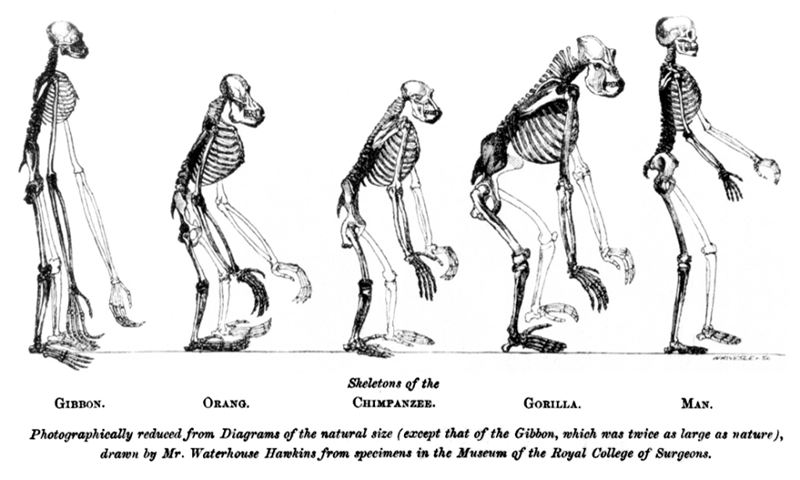 Skeletons of the
GIBBON. ORANG. CHIMPANZEE. GORILLA. MAN.
Photographically reduced from Diagrams of the natural size (except that of the Gibbon, which was twice as large as nature),
drawn by Mr. Waterhouse Hawkins from specimens in the Museum of the Royal College of Surgeons.